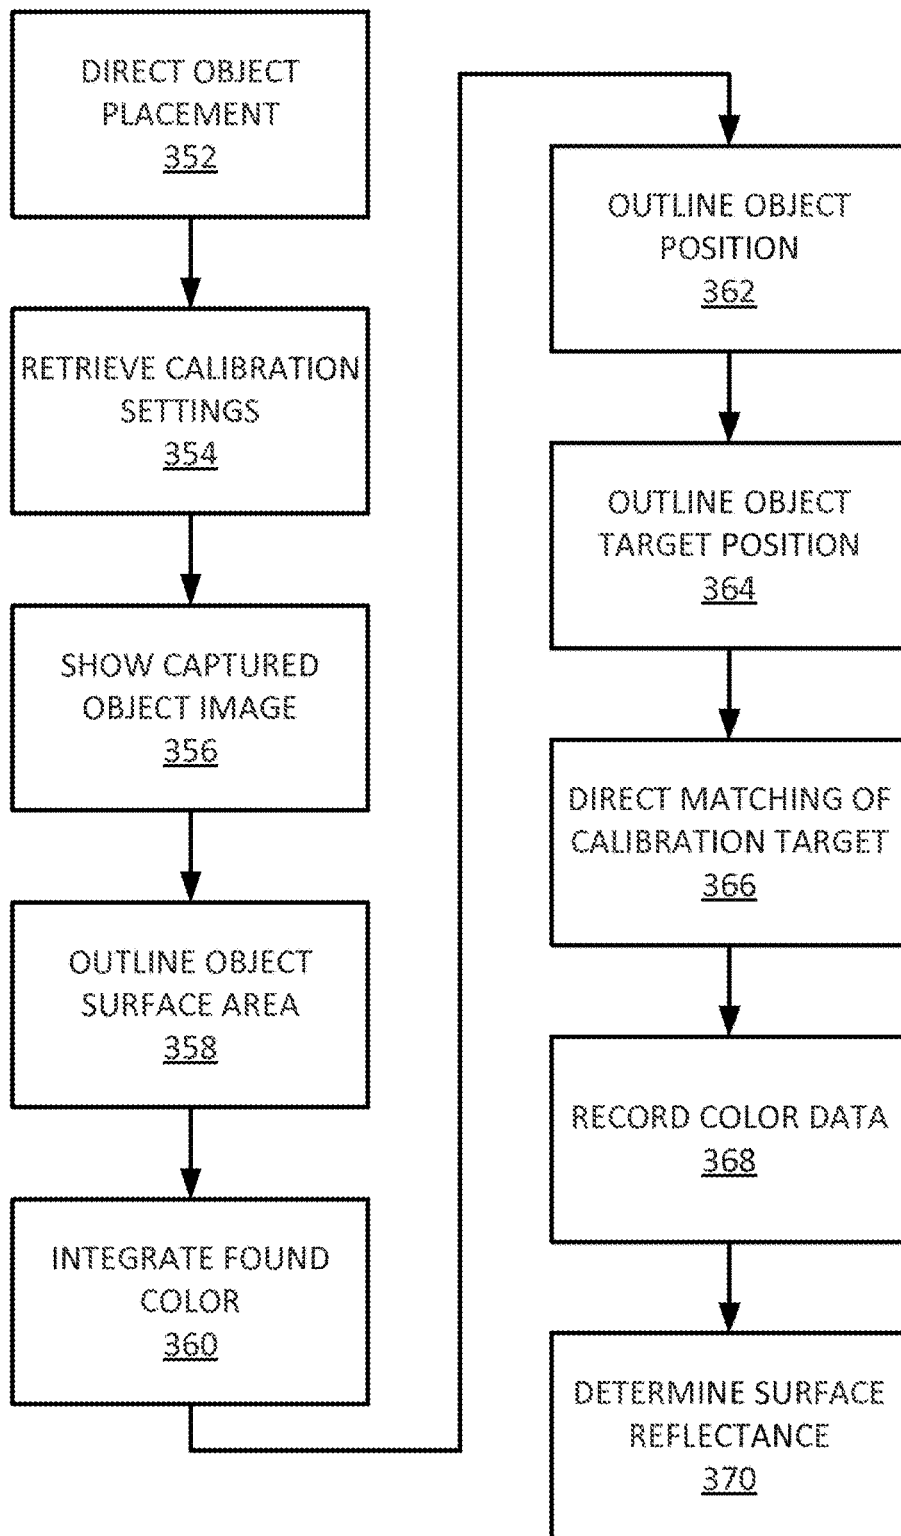 DIRECT OBJECT
PLACEMENT
352
RETRIEVE CALIBRATION
SETTINGS
354
SHOW CAPTURED
OBJECT IMAGE
356
OUTLINE OBJECT
SURFACE AREA
358
INTEGRATE FOUND
COLOR
360
OUTLINE OBJECT
POSITION
362
OUTLINE OBJECT
TARGET POSITION
364
DIRECT MATCHING OF
CALIBRATION TARGET
366
RECORD COLOR DATA
368
DETERMINE SURFACE
REFLECTANCE
370